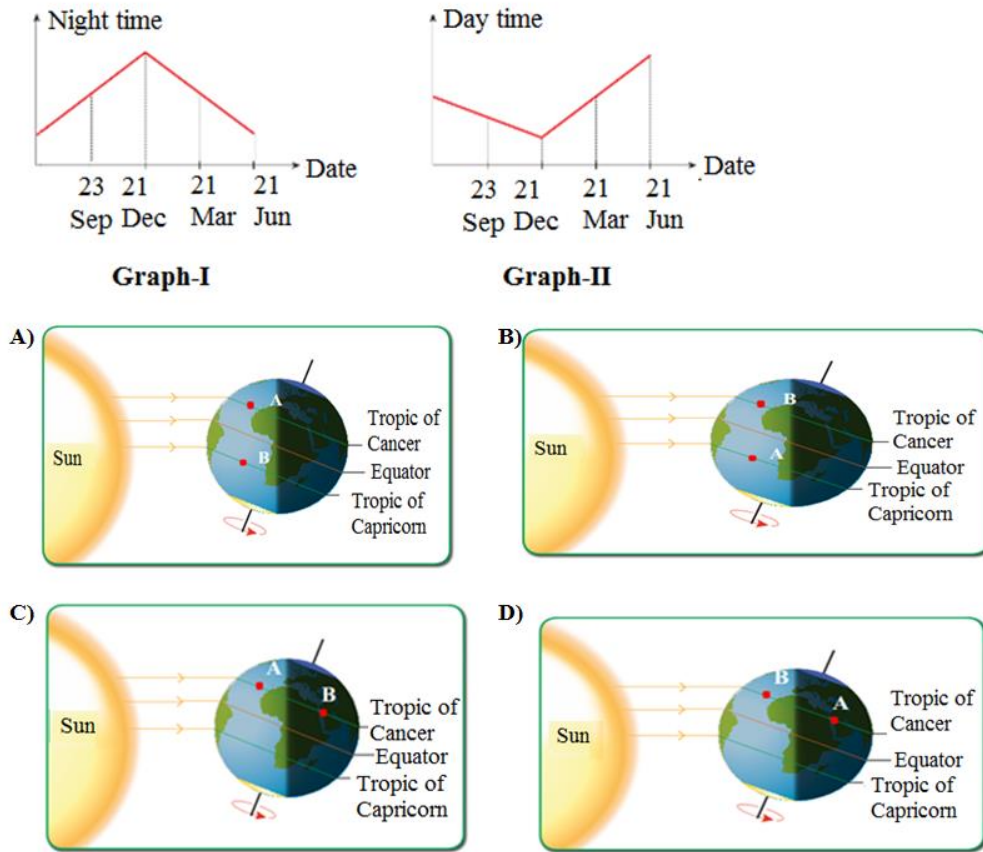 Night time
Date
23
Sep
21
Dec
21
Mar
21
Jun
Graph-I
Day time
Date
23
Sep
21
Dec
21
Mar
21
Jun
Graph-II
A)
Sun
A
B
Tropic of
Cancer
Equator
Tropic of
Capricorn
B)
Sun
B
A
Tropic of
Cancer
Equator
Tropic of
Capricorn
C)
Sun
A
B
Tropic of
Cancer
Equator
Tropic of
Capricorn
D)
Sun
B
A
Tropic of
Cancer
Equator
Tropic of
Capricorn